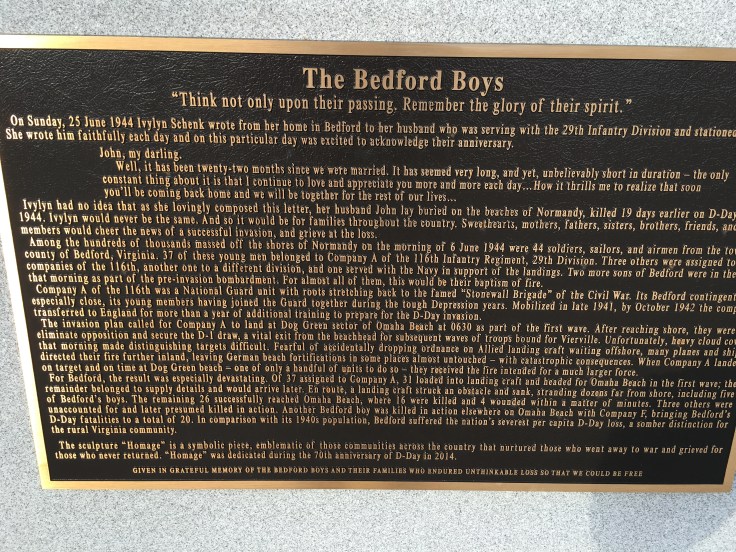 The Bedford Boys
"Think not only upon their passing. Remember the glory of their spirit."
On Sunday, 25 June 1944 Ivylyn Schenk wrote from her home in Bedford to her husband who was serving with the 29th Infantry Division and stationed
She wrote him faithfully each day and on this particular day was excited to acknowledge their anniversary.
John, my darling.
Well, it has been twenty-two months since we were married. It has seemed very long, and yet, unbelievably short in duration – the only
constant thing about it is that I continue to love and appreciate you more and more each day...How it thrills me to realize that soon
you'll be coming back home and we will be together for the rest of our lives...
Ivylyn had no idea that as she lovingly composed this letter, her husband John lay buried on the beaches of Normandy, killed 19 days earlier on D-Day
1944. Ivylyn would never be the same. And so it would be for families throughout the country. Sweethearts, mothers, fathers, sisters, brothers, friends, and
members would cheer the news of a successful invasion, and grieve at the loss.
Among the hundreds of thousands massed off the shores of Normandy on the morning of 6 June 1944 were 44 soldiers, sailors, and airmen from the
county of Bedford, Virginia. 37 of these young men belonged to Company A of the 116th Infantry Regiment, 29th Division. Three others were assigned to
companies of the 116th, another one to a different division, and one served with the Navy in support of the landings. Two more sons of Bedford were in the
that morning as part of the pre-invasion bombardment. For almost all of them, this would be their baptism of fire.
Company A of the 116th was a National Guard unit with roots stretching back to the famed "Stonewall Brigade" of the Civil War. Its Bedford contingent
especially close, its young members having joined the Guard together during the tough Depression years. Mobilized in late 1941, by October 1942 the
transferred to England for more than a year of additional training to prepare for the D-Day invasion.
The invasion plan called for Company A to land at Dog Green sector of Omaha Beach at 0630 as part of the first wave. After reaching shore, they were
eliminate opposition and secure the D-1 draw, a vital exit from the beachhead for subsequent waves of troops bound for Vierville. Unfortunately, heavy cloud
that morning made distinguishing targets difficult. Fearful of accidentally dropping ordnance on Allied landing craft waiting offshore, many planes and
directed their fire further inland, leaving German beach fortifications in some places almost untouched – with catastrophic consequences. When Company A
on target and on time at Dog Green beach – one of only a handful of units to do so – they received the fire intended for a much larger force.
For Bedford, the result was especially devastating. Of 37 assigned to Company A, 31 loaded into landing craft and headed for Omaha Beach in the first wave; the
remainder belonged to supply details and would arrive later. En route, a landing craft struck an obstacle and sank, stranding dozens far from shore, including five
of Bedford's boys. The remaining 26 successfully reached Omaha Beach, where 16 were killed and 4 wounded within a matter of minutes. Three others were
unaccounted for and later presumed killed in action. Another Bedford boy was killed in action elsewhere on Omaha Beach with Company F, bringing Bedford's
D-Day fatalities to a total of 20. In comparison with its 1940s population, Bedford suffered the nation's severest per capita D-Day loss, a somber distinction for
the rural Virginia community.
The sculpture "Homage" is a symbolic piece, emblematic of those communities across the country that nurtured those who went away to war and grieved for
those who never returned. "Homage" was dedicated during the 70th anniversary of D-Day in 2014.
GIVEN IN GRATEFUL MEMORY OF THE BEDFORD BOYS AND THEIR FAMILIES WHO ENDURED UNTHINKABLE LOSS SO THAT WE COULD BE FREE